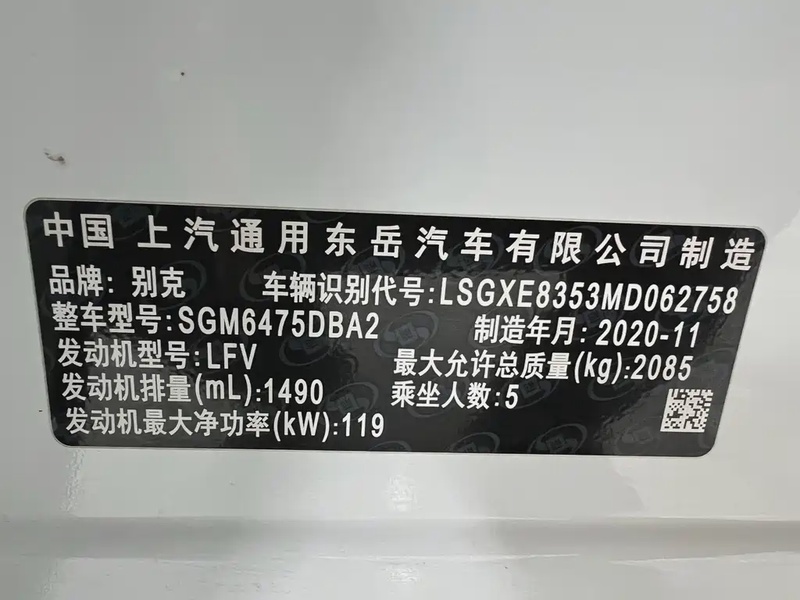 中国 上汽通用东岳汽车有限公司制造
品牌: 别克 车辆识别代号:LSGXE8353MD062758
整车型号:SGM6475DBA2 制造年月: 2020-11
发动机型号:LFV 最大允许总质量(kg):2085
发动机排量(mL):1490 乘坐人数:5
发动机最大净功率(kW):119